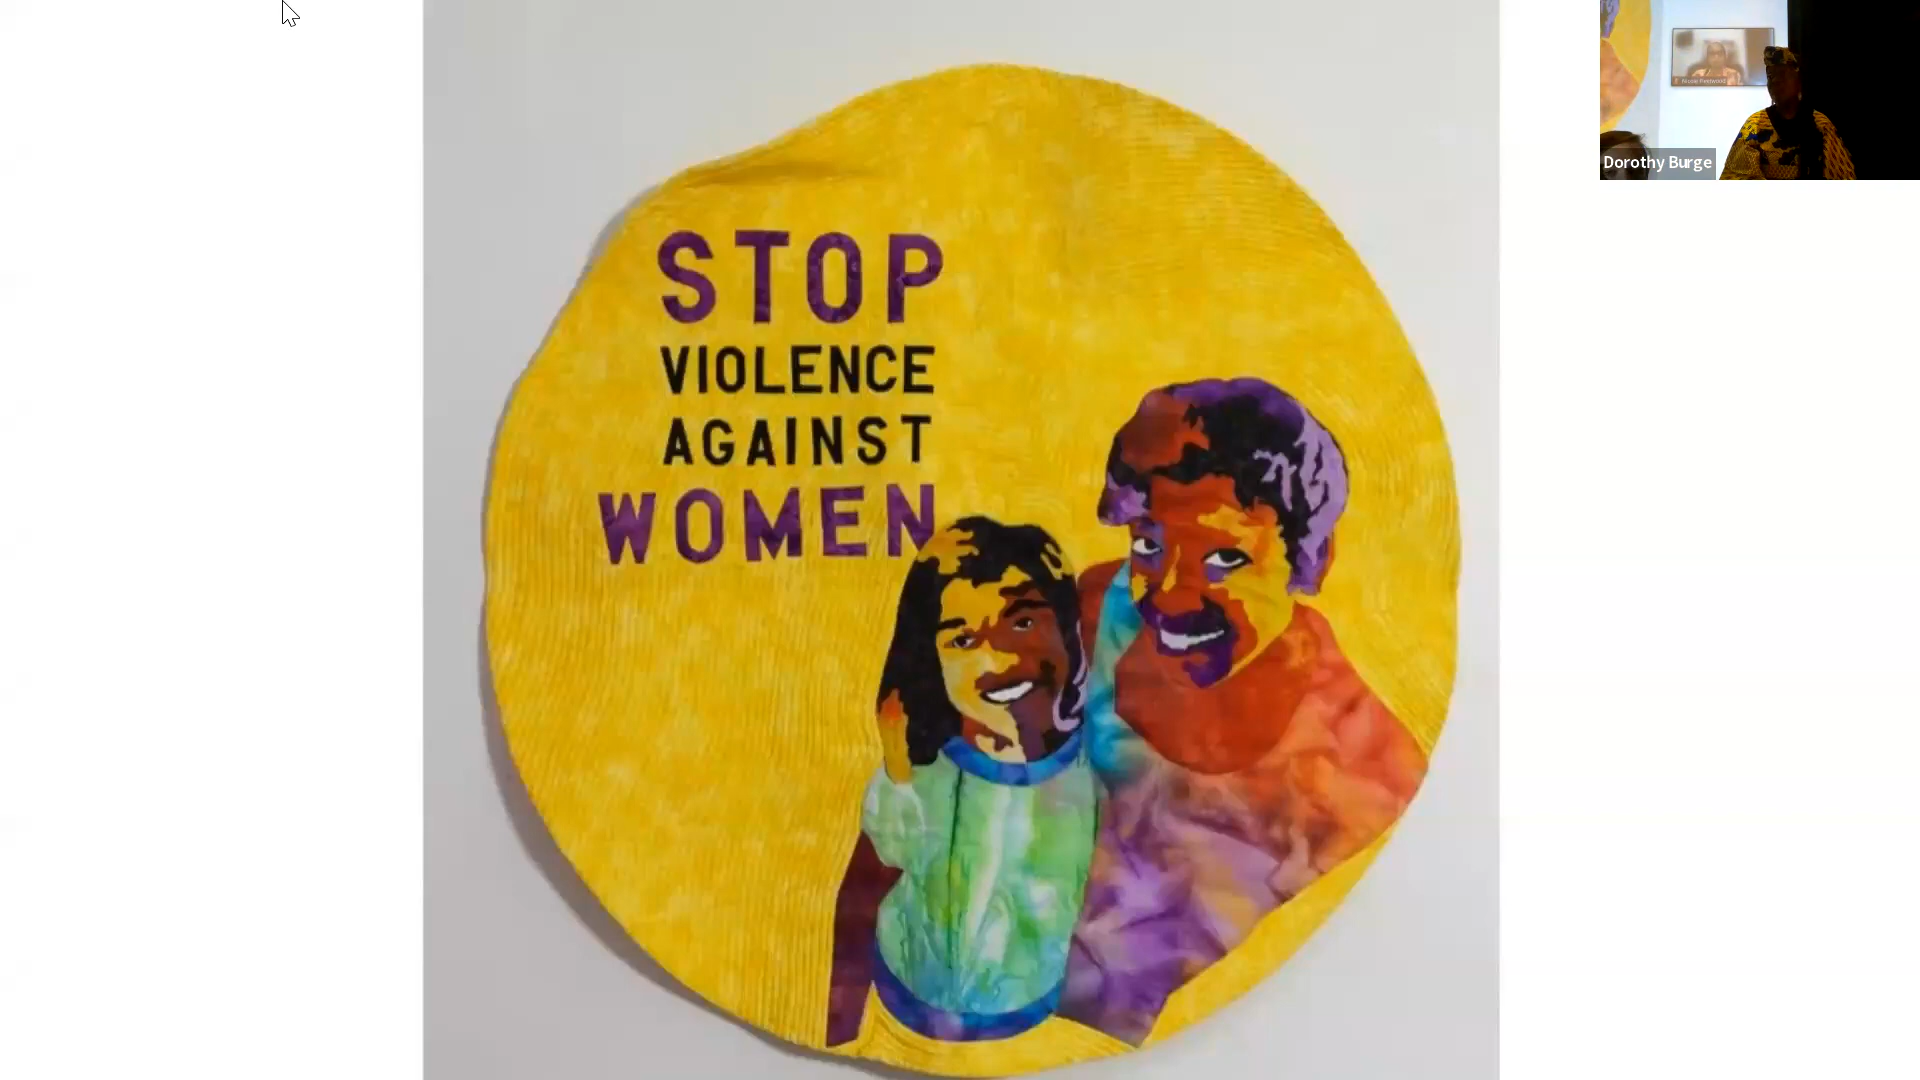 STOP
VIOLENCE
AGAINST
WOMEN
Dorothy Burge